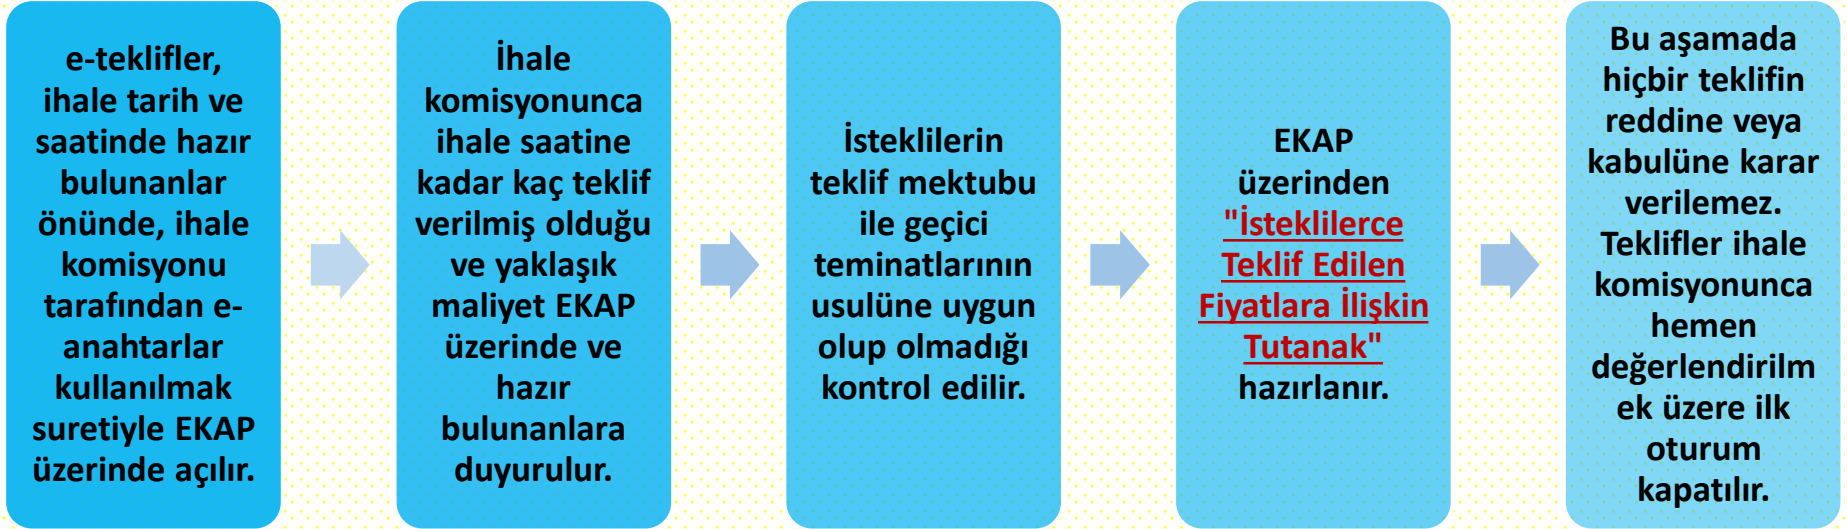 e-teklifler,
ihale tarih ve
saatinde hazır
bulunanlar
önünde, ihale
komisyonu
tarafından e-
anahtarlar
kullanılmak
suretiyle EKAP
üzerinde açılır.
İhale
komisyonunca
ihale saatine
kadar kaç teklif
verilmiş olduğu
ve yaklaşık
maliyet EKAP
üzerinde ve
hazır
bulunanlara
duyurulur.
İsteklilerin
teklif mektubu
ile geçici
teminatlarının
usulüne uygun
olup olmadığı
kontrol edilir.
EKAP
üzerinden
"İsteklilerce
Teklif Edilen
Fiyatlara İlişkin
Tutanak"
hazırlanır.
Bu aşamada
hiçbir teklifin
reddine veya
kabulüne karar
verilemez.
Teklifler ihale
komisyonunca
hemen
değerlendirilm
ek üzere ilk
oturum
kapatılır.